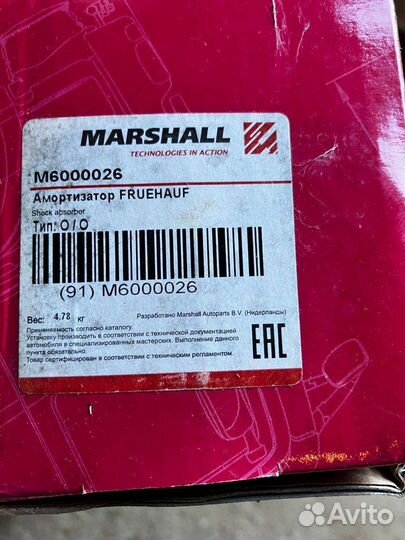 MARSHALL
TECHNOLOGIES IN ACTION
M6000026
Амортизатор FRUEHAUF
Shock absorber
Тип: O / O
(91) M6000026
Вес: 4.78 кг
Разработано Marshall Autoparts B.V. (Нидерланды)
Применяемость согласно каталогу.
Установку производить в соответствии с технической документацией
автомобиля в специализированных мастерских. Выполнение данного
пункта обязательно.
Товар сертифицирован в соответствии с техническим регламентом.
EAC
Avito